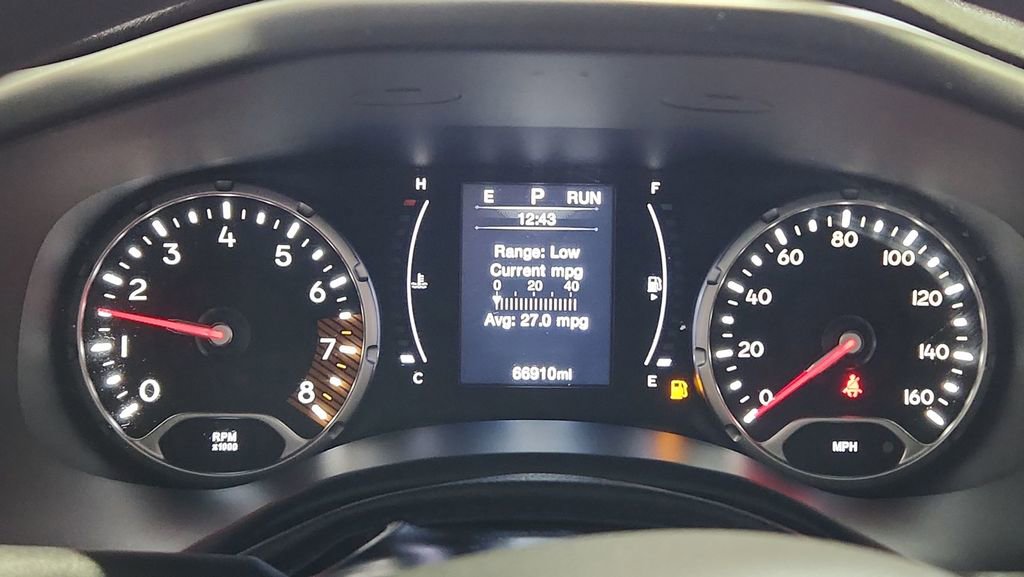 H
E P RUN
12:43
Range: Low
Current mpg
0 20 40
Avg: 27.0 mpg
66910mi
C
F
E
0
1
2
3
4
5
6
7
8
RPM
x1000
0
20
40
60
80
100
120
140
160
MPH